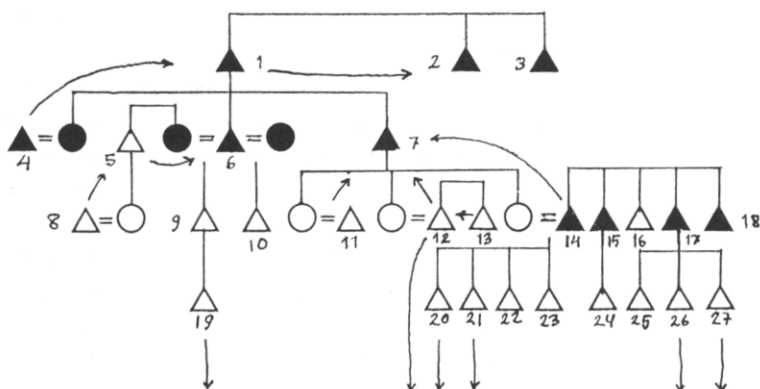 1 2 3
= 5 = 6 = 7
4
8 = 9 10 = 11 = 12 13 = 14 15 16 17 18
19 20 21 22 23 24 25 26 27